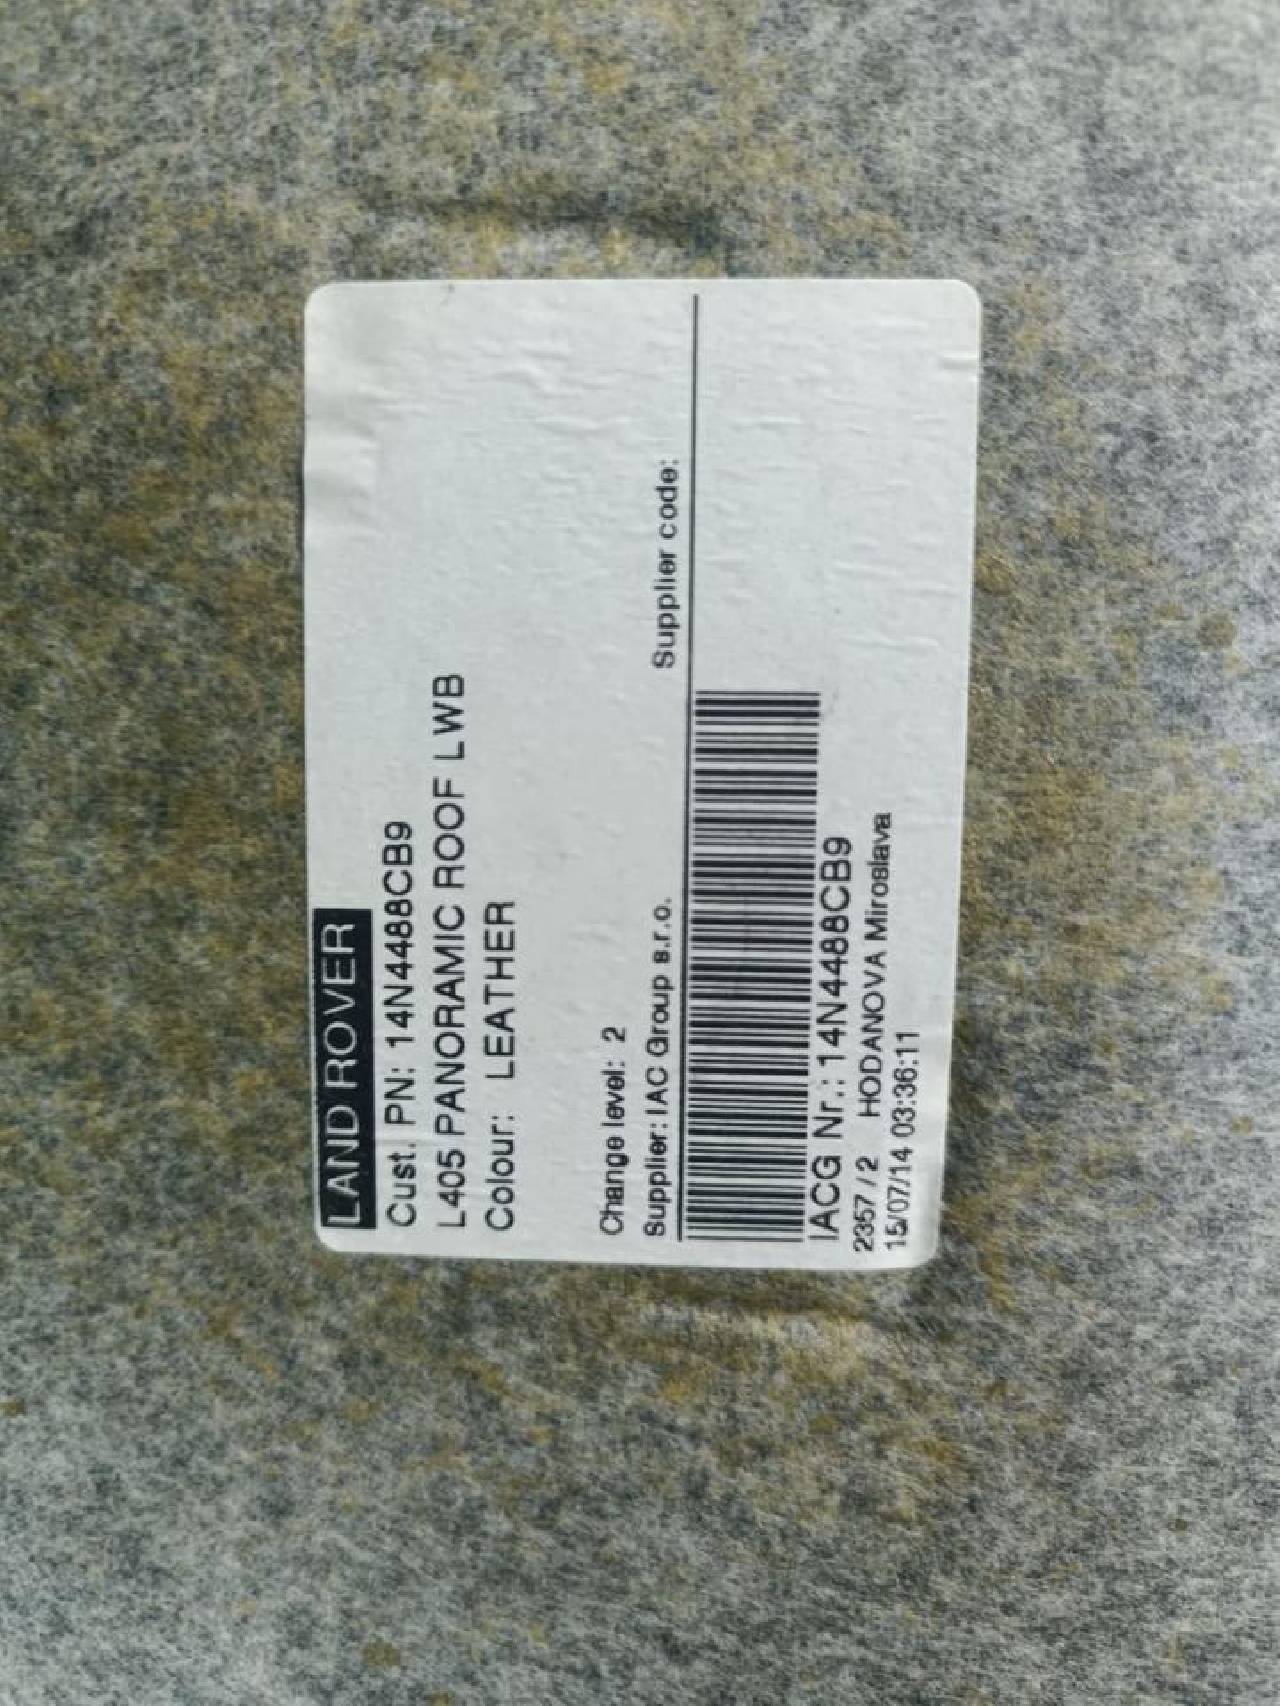 LAND ROVER
Cust. PN: 14N4488CB9
L405 PANORAMIC ROOF LWB
Colour: LEATHER
Change level: 2
Supplier: IAC Group s.r.o. Supplier code:
IACG Nr.: 14N4488CB9
2357 / 2 HODANOVA Miroslava
15/07/14 03:36:11